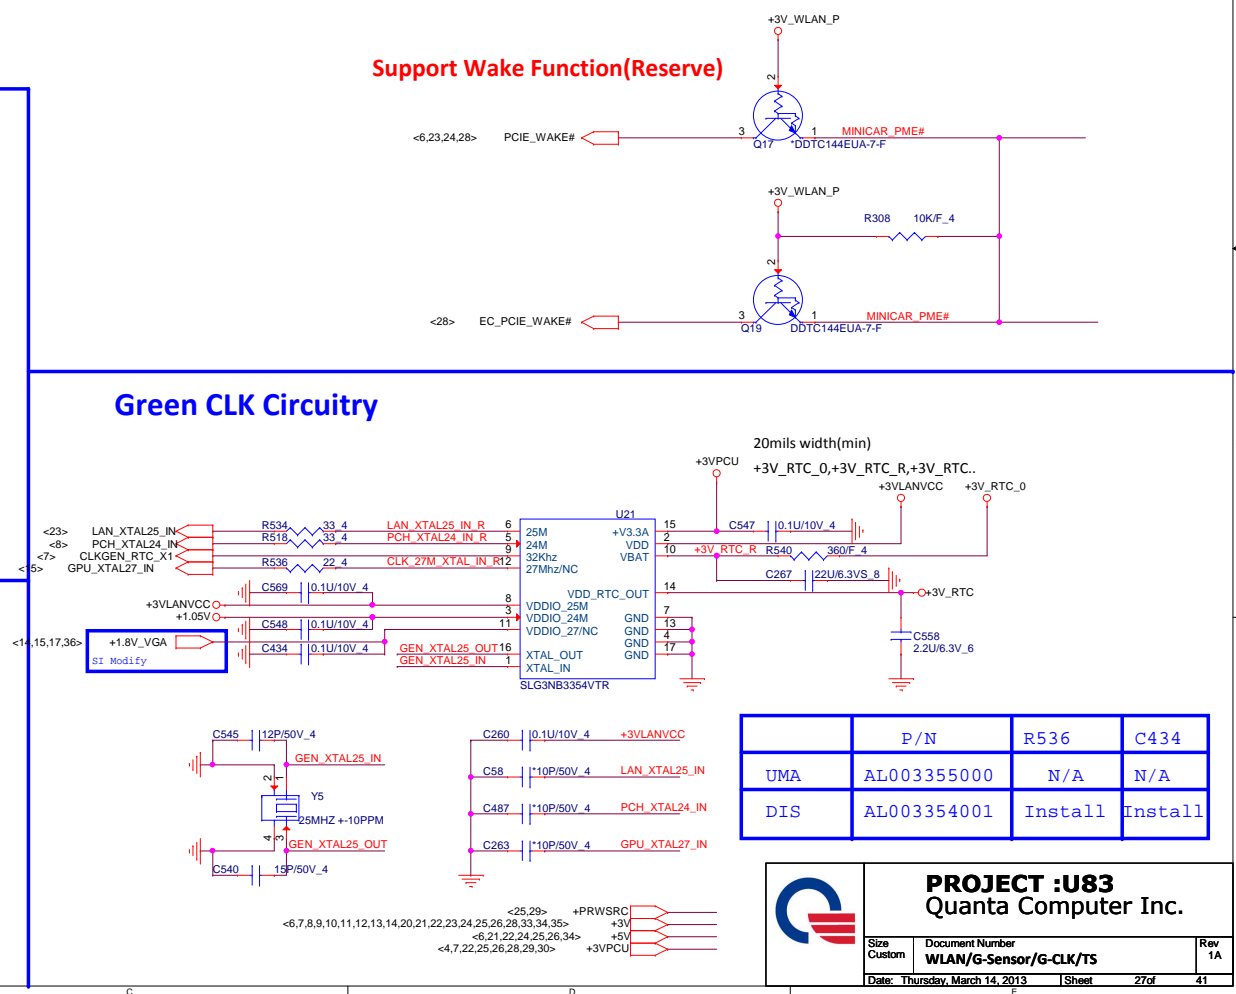 +3V_WLAN_P
Support Wake Function(Reserve)
2
<6,23,24,28> PCIE_WAKE# 3 1 MINICAR_PME#
Q17 *DDTC144EUA-7-F
+3V_WLAN_P
R308 10K/F_4
2
<28> EC_PCIE_WAKE# 3 1 MINICAR_PME#
Q19 DDTC144EUA-7-F
Green CLK Circuitry
20mils width(min)
+3VPCU +3V_RTC_0,+3V_RTC_R,+3V_RTC..
+3VLANVCC +3V_RTC_0
U21
<23> LAN_XTAL25_IN R534 33_4 LAN_XTAL25_IN_R 6 25M +V3.3A 15 C547 0.1U/10V_4
<8> PCH_XTAL24_IN R518 33_4 PCH_XTAL24_IN_R 5 24M VDD 2
<7> CLKGEN_RTC_X1 9 32Khz VBAT 10 +3V_RTC_R R540 360/F_4
<15> GPU_XTAL27_IN R536 22_4 CLK_27M_XTAL_IN_R 12 27Mhz/NC
C267 22U/6.3VS_8
C569 0.1U/10V_4 VDD_RTC_OUT 14 +3V_RTC
+3VLANVCC 8 VDDIO_25M
+1.05V 3 VDDIO_24M GND 7
C548 0.1U/10V_4 11 VDDIO_27/NC GND 13
<14,15,17,36> +1.8V_VGA GND 4 C558
C434 0.1U/10V_4 GEN_XTAL25_OUT 16 XTAL_OUT GND 17 2.2U/6.3V_6
SI Modify GEN_XTAL25_IN 1 XTAL_IN
SLG3NB3354VTR
C545 12P/50V_4 C260 0.1U/10V_4 +3VLANVCC
GEN_XTAL25_IN
2 1
C58 *10P/50V_4 LAN_XTAL25_IN
Y5
C487 *10P/50V_4 PCH_XTAL24_IN
25MHZ +-10PPM
4 3
GEN_XTAL25_OUT
C263 *10P/50V_4 GPU_XTAL27_IN
C540 15P/50V_4
P/N R536 C434
UMA AL003355000 N/A N/A
DIS AL003354001 Install Install
<25,29> +PRWSRC
<6,7,8,9,10,11,12,13,14,20,21,22,23,24,25,26,28,33,34,35> +3V
<6,21,22,24,25,26,34> +5V
<4,7,22,25,26,28,29,30> +3VPCU
PROJECT :U83
Quanta Computer Inc.
Size Document Number Rev
Custom WLAN/G-Sensor/G-CLK/TS 1A
Date: Thursday, March 14, 2013 Sheet 27of 41
C D E